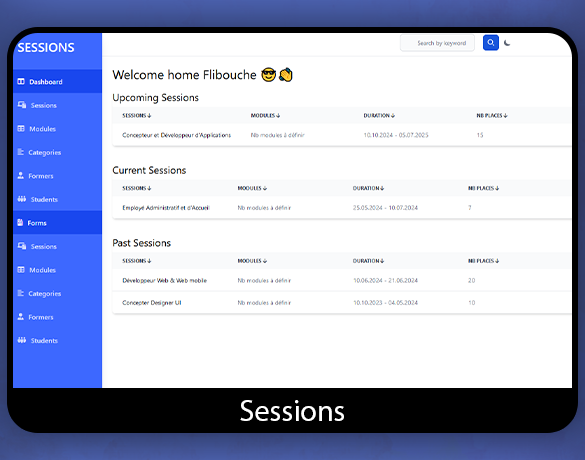 SESSIONS
Search by keyword
Dashboard
Sessions
Modules
Categories
Formers
Students
Forms
Sessions
Modules
Categories
Formers
Students
Welcome home Flibouche 😎👏
Upcoming Sessions
SESSIONS ↓ MODULES ↓ DURATION ↓ NB PLACES ↓
Concepteur et Développeur d'Applications Nb modules à définir 10.10.2024 - 05.07.2025 15
Current Sessions
SESSIONS ↓ MODULES ↓ DURATION ↓ NB PLACES ↓
Employé Administratif et d'Accueil Nb modules à définir 25.05.2024 - 10.07.2024 7
Past Sessions
SESSIONS ↓ MODULES ↓ DURATION ↓ NB PLACES ↓
Développeur Web & Web mobile Nb modules à définir 10.06.2024 - 21.06.2024 20
Concepter Designer UI Nb modules à définir 10.10.2023 - 04.05.2024 10
Sessions